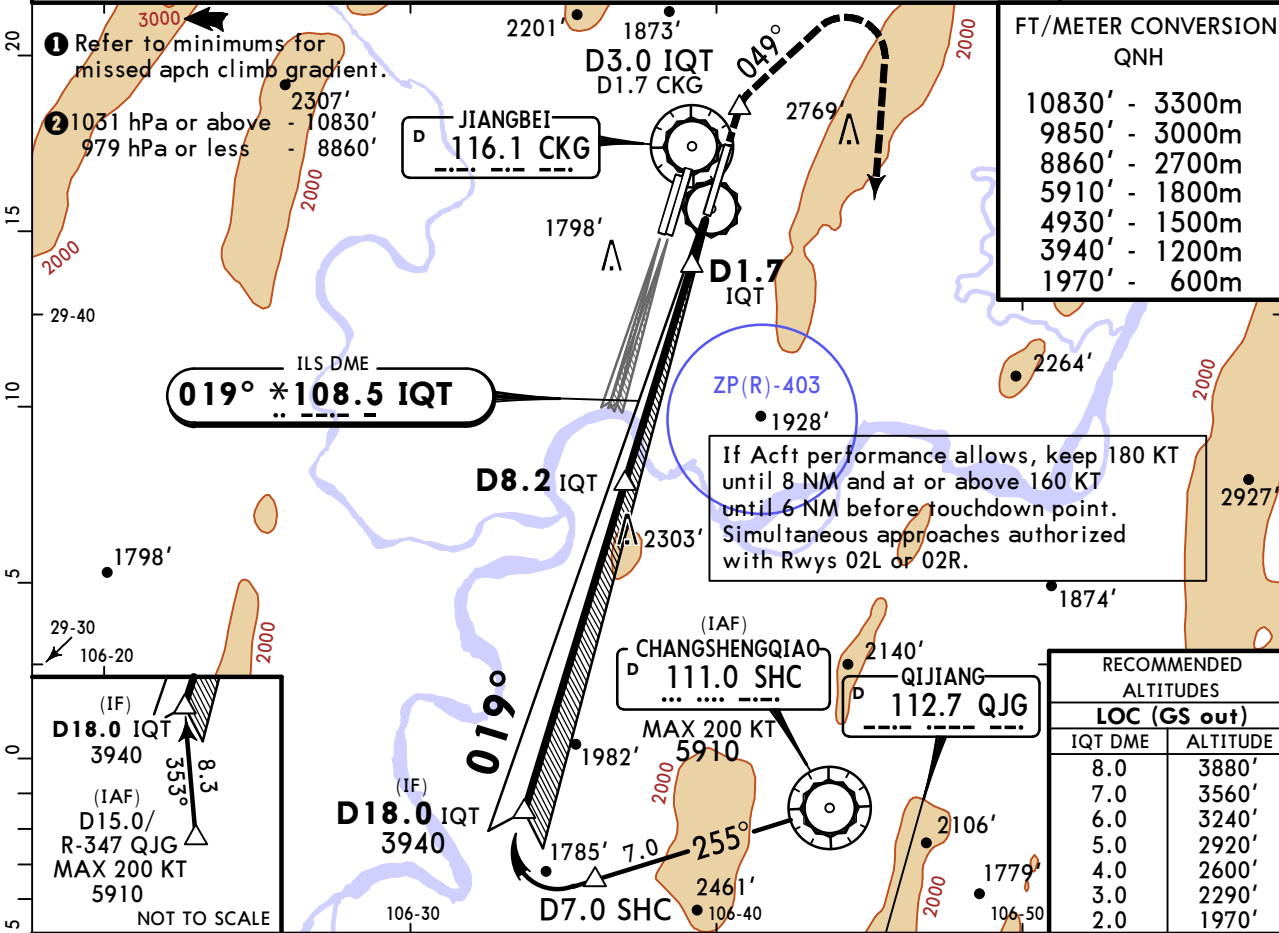 3000
❶ Refer to minimums for
missed apch climb gradient.
❷ 1031 hPa or above - 10830'
979 hPa or less - 8860'
2307'
2000
2000
2201'
1873'
D3.0 IQT
D1.7 CKG
049°
2769'
2000
D JIANGBEI
116.1 CKG
1798'
D1.7
IQT
FT/METER CONVERSION
QNH
10830' - 3300m
9850' - 3000m
8860' - 2700m
5910' - 1800m
4930' - 1500m
3940' - 1200m
1970' - 600m
20
15
29-40
10
5
29-30
106-20
0
5
ILS DME
019° *108.5 IQT
ZP(R)-403
1928'
2264'
2000
2927'
D8.2 IQT
2303'
If Acft performance allows, keep 180 KT
until 8 NM and at or above 160 KT
until 6 NM before touchdown point.
Simultaneous approaches authorized
with Rwys 02L or 02R.
1798'
2000
1874'
(IAF)
CHANGSHENGQIAO
D 111.0 SHC
MAX 200 KT
5910
2140'
QIJIANG
D 112.7 QJG
019°
1982'
2000
(IF)
D18.0 IQT
3940
1785'
7.0
255°
D7.0 SHC
2461'
2106'
2000
1779'
106-30
106-40
106-50
(IF)
D18.0 IQT
3940
353°
8.3
(IAF)
D15.0/
R-347 QJG
MAX 200 KT
5910
NOT TO SCALE
RECOMMENDED
ALTITUDES
LOC (GS out)
IQT DME ALTITUDE
8.0 3880'
7.0 3560'
6.0 3240'
5.0 2920'
4.0 2600'
3.0 2290'
2.0 1970'